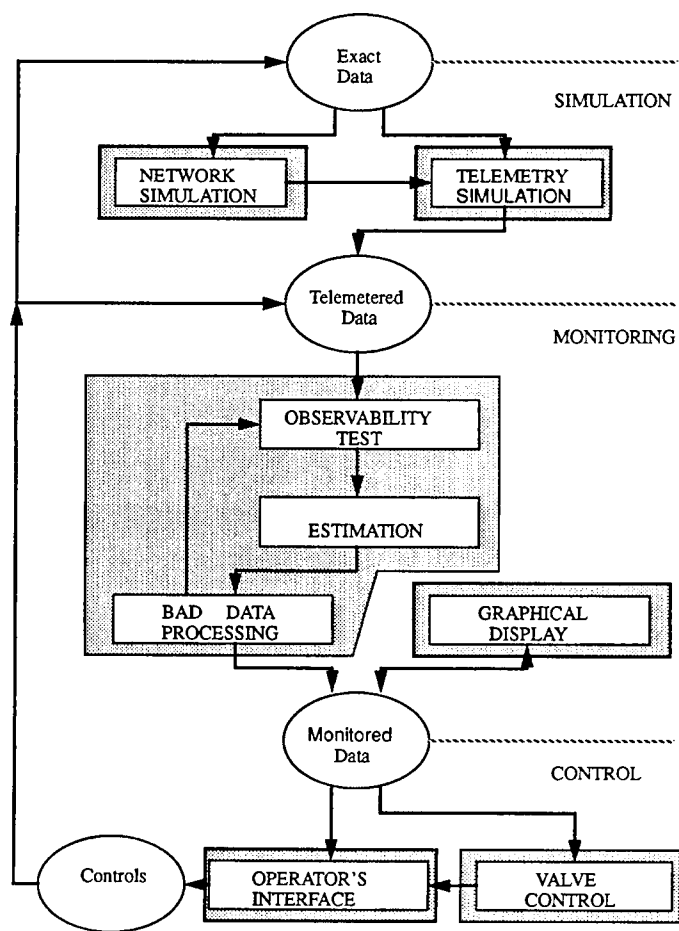 Exact
Data
SIMULATION
NETWORK
SIMULATION
TELEMETRY
SIMULATION
Telemetered
Data
MONITORING
OBSERVABILITY
TEST
ESTIMATION
BAD DATA
PROCESSING
GRAPHICAL
DISPLAY
Monitored
Data
CONTROL
Controls
OPERATOR'S
INTERFACE
VALVE
CONTROL